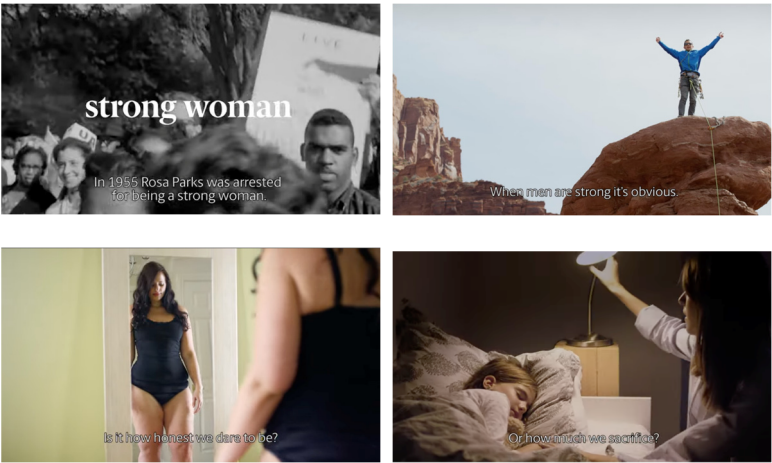 LIVE
strong woman
In 1955 Rosa Parks was arrested
for being a strong woman.
When men are strong it's obvious.
Is it how honest we dare to be?
Or how much we sacrifice?